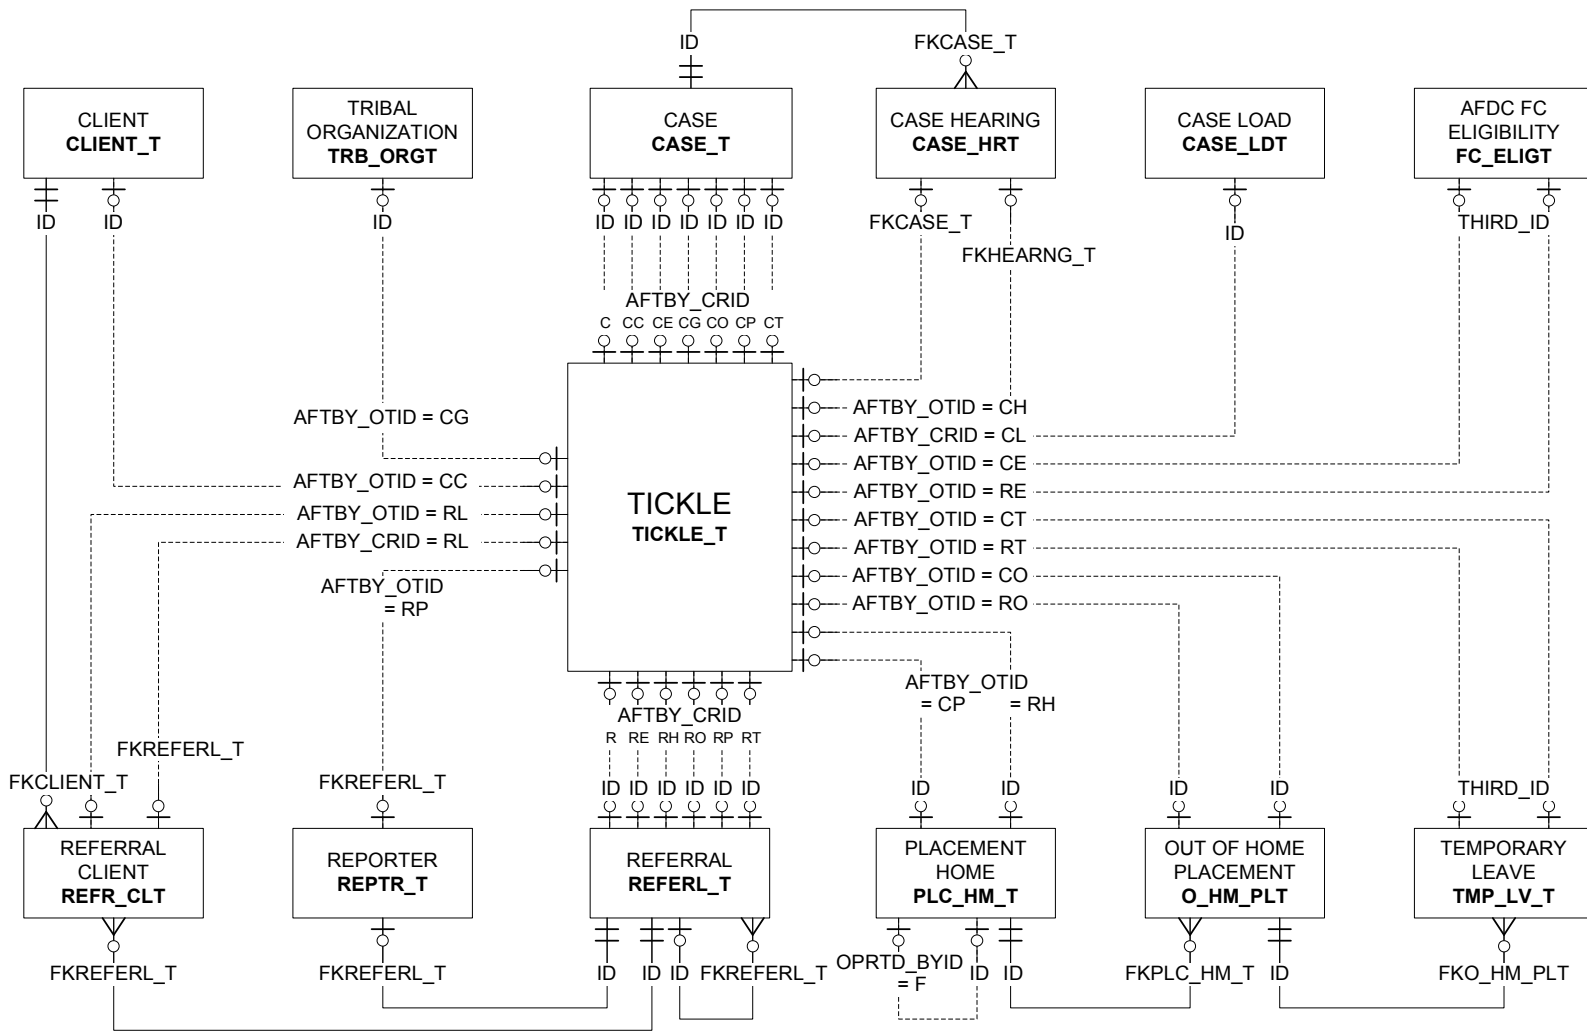 ID
FKCASE_T
CLIENT
CLIENT_T
TRIBAL
ORGANIZATION
TRB_ORGT
CASE
CASE_T
CASE HEARING
CASE_HRT
CASE LOAD
CASE_LDT
AFDC FC
ELIGIBILITY
FC_ELIGT
ID
ID
ID
ID
ID
ID
ID
ID
ID
ID
FKCASE_T
FKHEARNG_T
ID
THIRD_ID
AFTBY_CRID
C
CC
CE
CG
CO
CP
CT
AFTBY_OTID = CG
AFTBY_OTID = CC
AFTBY_OTID = RL
AFTBY_CRID = RL
AFTBY_OTID
= RP
TICKLE
TICKLE_T
AFTBY_OTID = CH
AFTBY_CRID = CL
AFTBY_OTID = CE
AFTBY_OTID = RE
AFTBY_OTID = CT
AFTBY_OTID = RT
AFTBY_OTID = CO
AFTBY_OTID = RO
AFTBY_OTID
= CP
= RH
AFTBY_CRID
R
RE
RH
RO
RP
RT
FKREFERL_T
FKCLIENT_T
FKREFERL_T
ID
ID
ID
ID
ID
ID
ID
ID
ID
ID
THIRD_ID
REFERRAL
CLIENT
REFR_CLT
REPORTER
REPTR_T
REFERRAL
REFERL_T
PLACEMENT
HOME
PLC_HM_T
OUT OF HOME
PLACEMENT
O_HM_PLT
TEMPORARY
LEAVE
TMP_LV_T
FKREFERL_T
FKREFERL_T
ID
ID
ID
FKREFERL_T
OPRTD_BYID
= F
ID
ID
FKPLC_HM_T
ID
FKO_HM_PLT